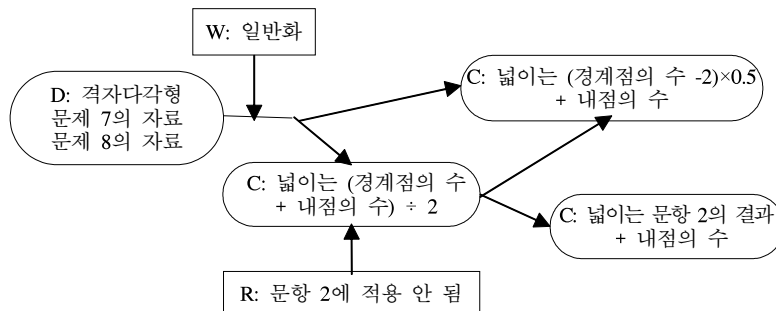 W: 일반화
D: 격자다각형
문제 7의 자료
문제 8의 자료
C: 넓이는 (경계점의 수 -2)×0.5
+ 내점의 수
C: 넓이는 (경계점의 수
+ 내점의 수) ÷ 2
C: 넓이는 문항 2의 결과
+ 내점의 수
R: 문항 2에 적용 안 됨